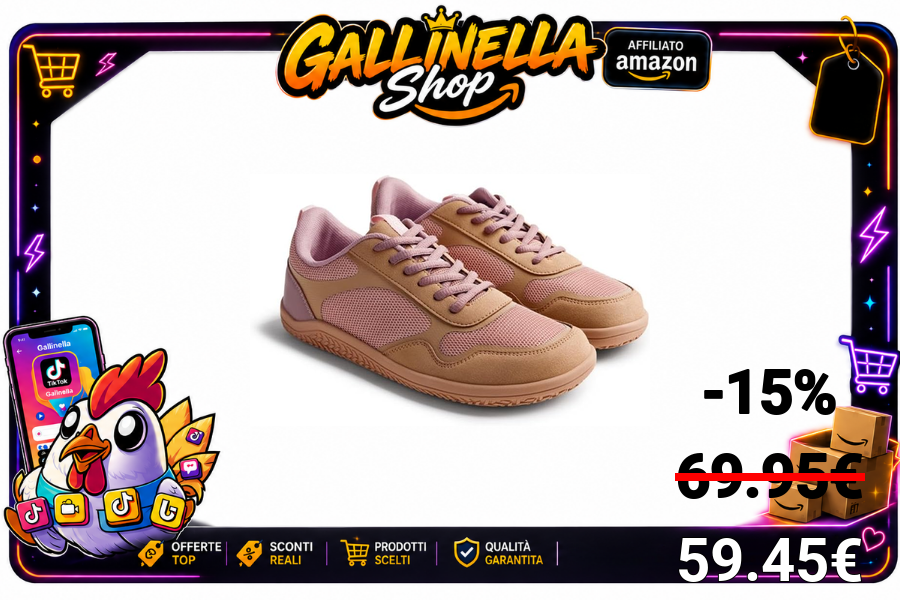 GALLINELLA
Shop
AFFILIATO
amazon
Gallinella
TikTok
Gallinella
-15%
69.95€
59.45€
OFFERTE
TOP
SCONTI
REALI
PRODOTTI
SCELTI
QUALITÀ
GARANTITA